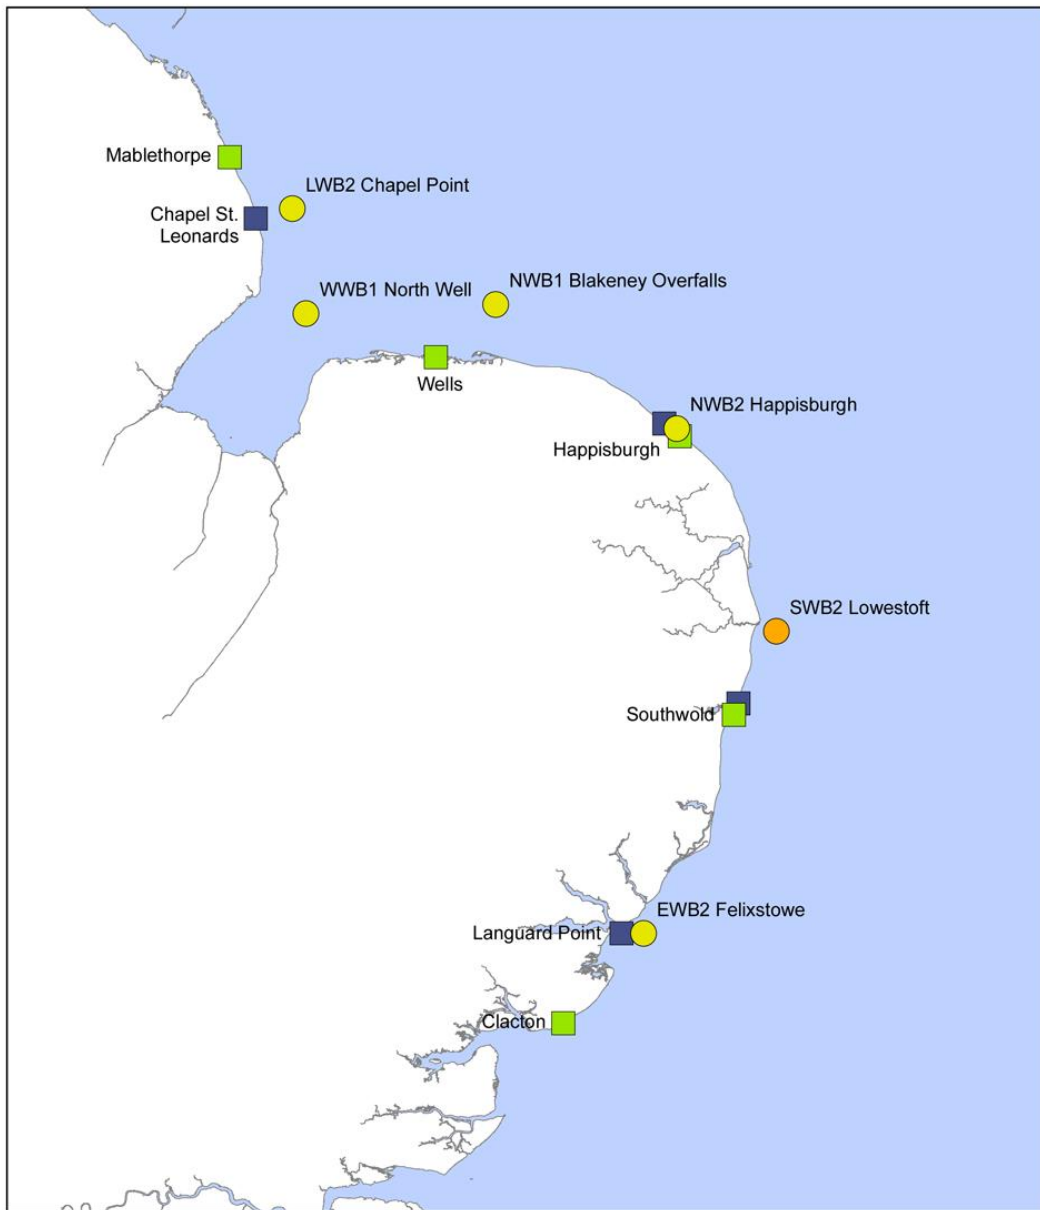 Mablethorpe
LWB2 Chapel Point
Chapel St.
Leonards
WWB1 North Well
NWB1 Blakeney Overfalls
Wells
NWB2 Happisburgh
Happisburgh
SWB2 Lowestoft
Southwold
EWB2 Felixstowe
Languard Point
Clacton